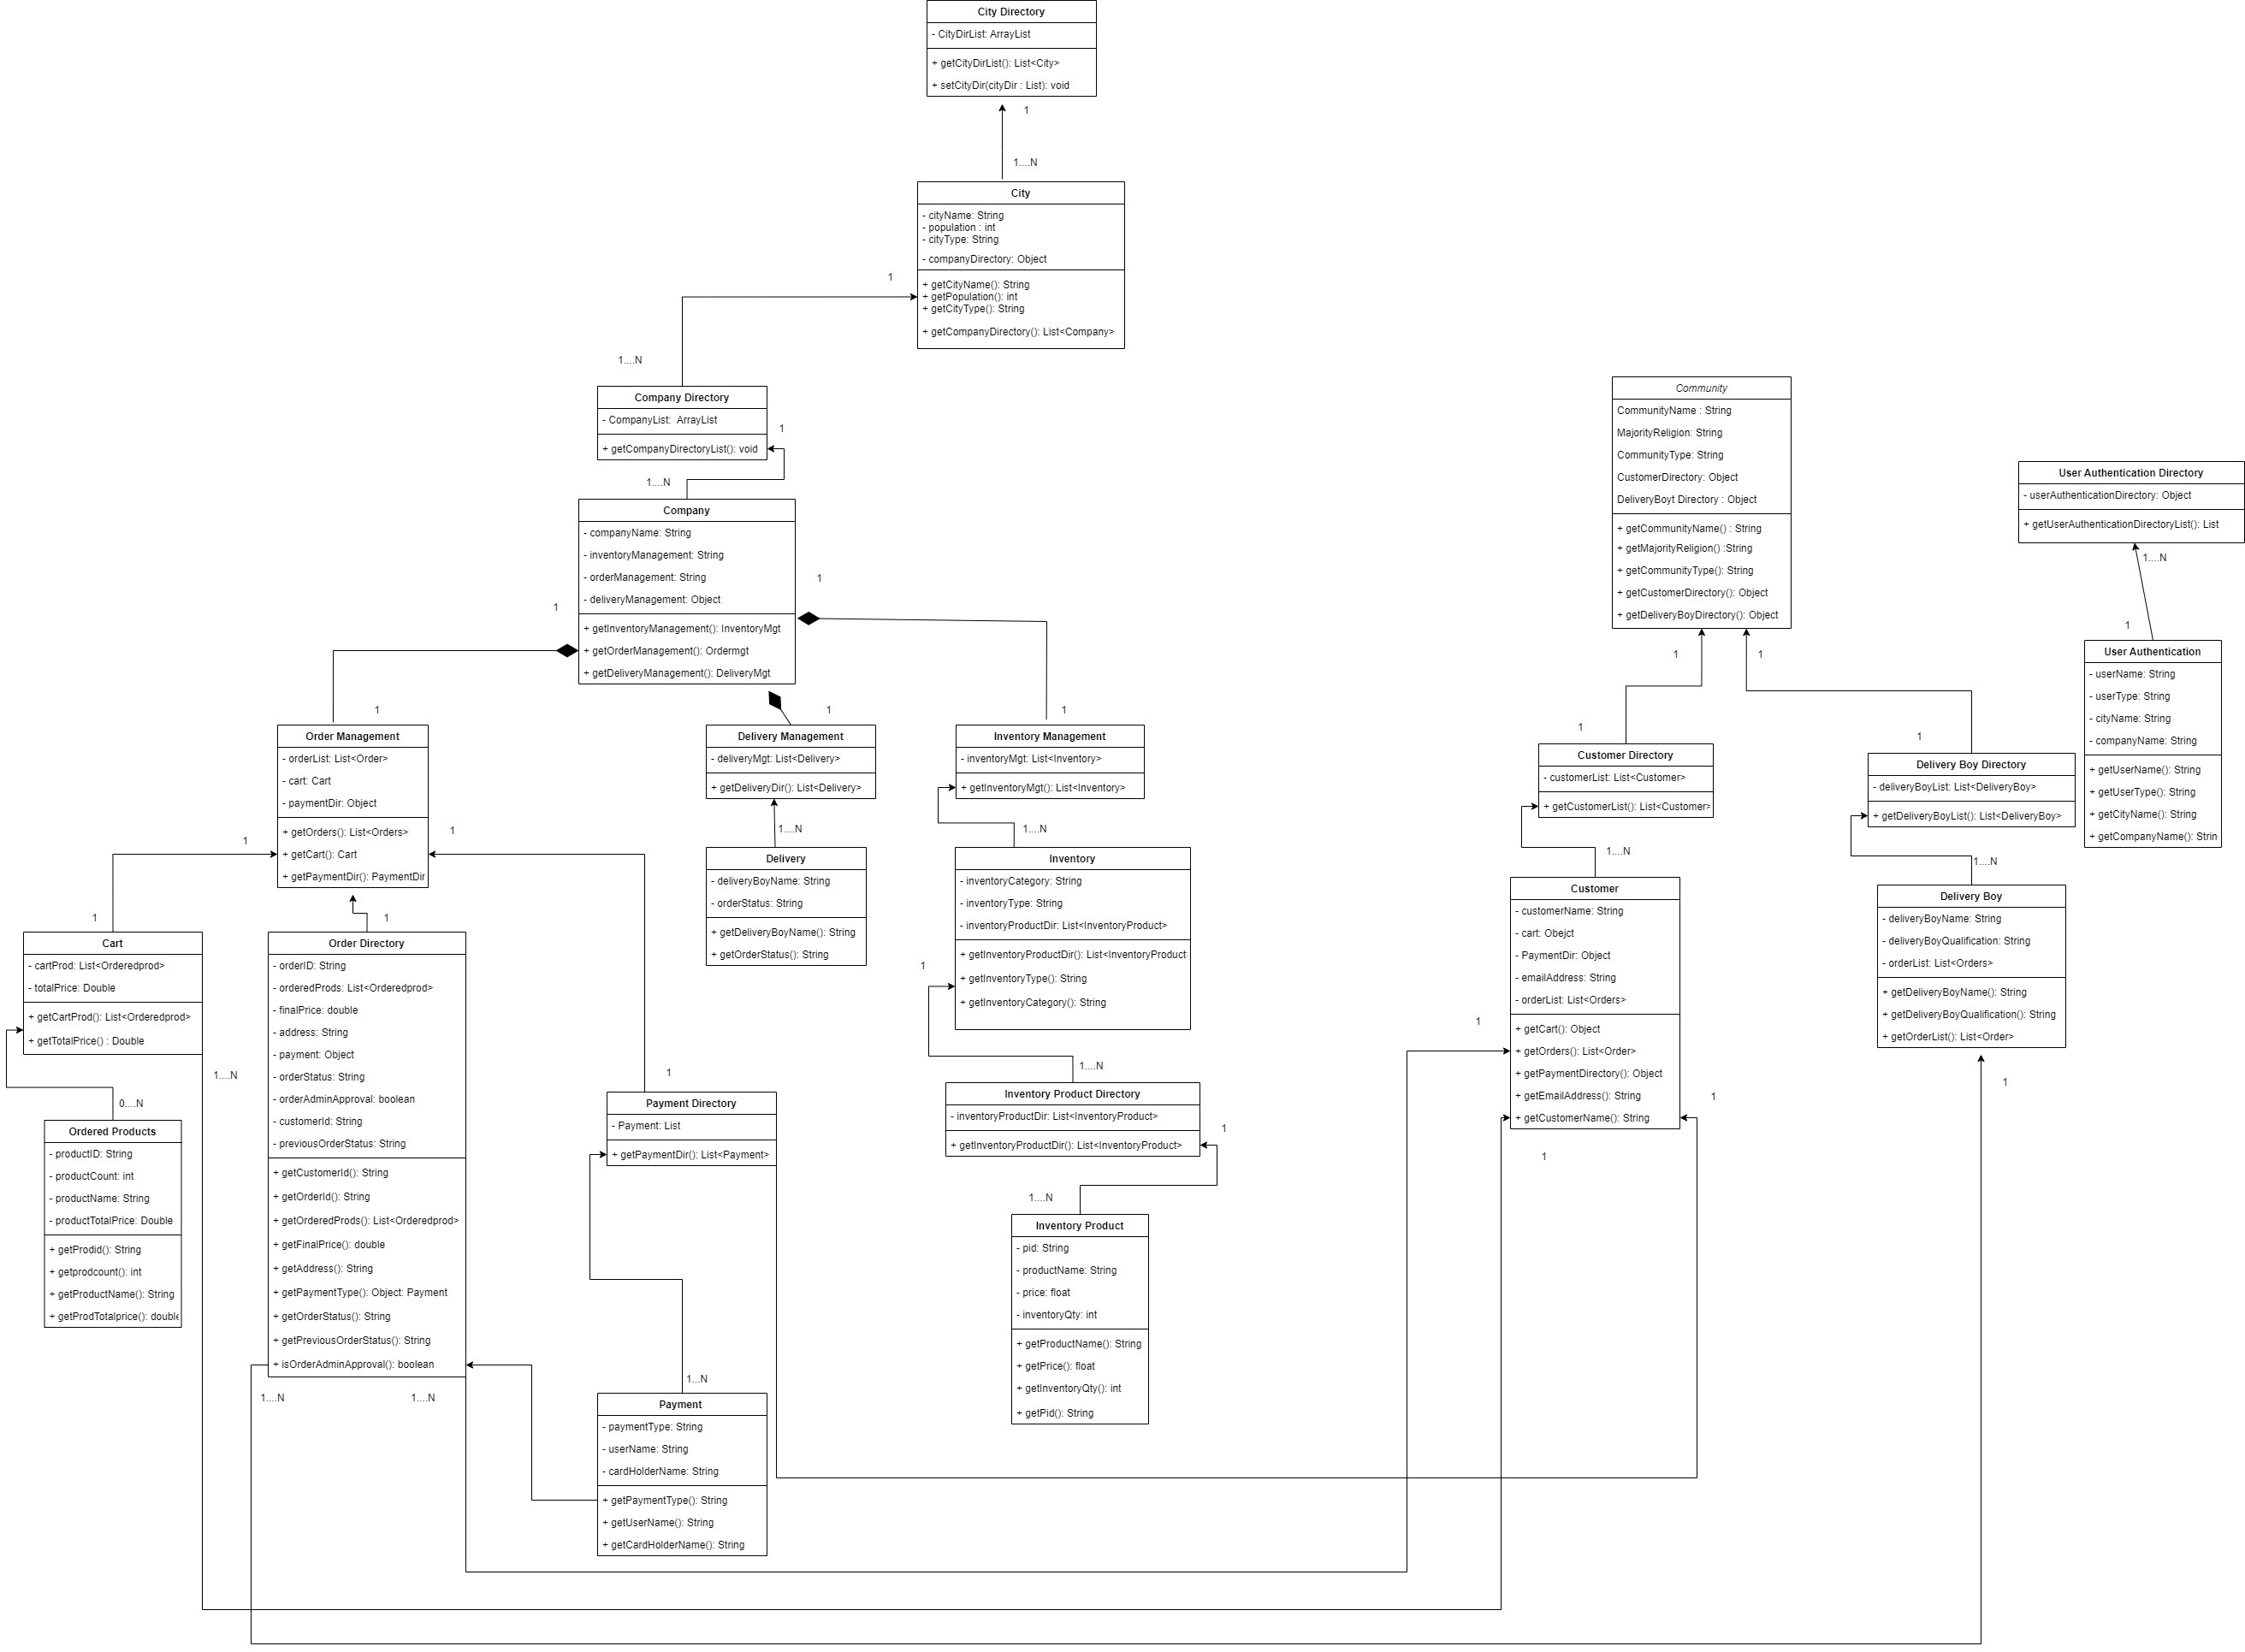 City Directory
- CityDirList: ArrayList
+ getCityDirList(): List<City>
+ setCityDir(cityDir : List): void
1
1....N
City
- cityName: String
- population : int
- cityType: String
- companyDirectory: Object
+ getCityName(): String
+ getPopulation(): int
+ getCityType(): String
+ getCompanyDirectory(): List<Company>
1
1....N
Company Directory
- CompanyList:  ArrayList
+ getCompanyDirectoryList(): void
1
1....N
Company
- companyName: String
- inventoryManagement: String
- orderManagement: String
- deliveryManagement: Object
+ getInventoryManagement(): InventoryMgt
+ getOrderManagement(): Ordermgt
+ getDeliveryManagement(): DeliveryMgt
1
1
1
1
1
Order Management
- orderList: List<Order>
- cart: Cart
- paymentDir: Object
+ getOrders(): List<Orders>
+ getCart(): Cart
+ getPaymentDir(): PaymentDir
1
1
1
1
Delivery Management
- deliveryMgt: List<Delivery>
+ getDeliveryDir(): List<Delivery>
1....N
Delivery
- deliveryBoyName: String
- orderStatus: String
+ getDeliveryBoyName(): String
+ getOrderStatus(): String
Inventory Management
- inventoryMgt: List<Inventory>
+ getInventoryMgt(): List<Inventory>
1....N
Inventory
- inventoryCategory: String
- inventoryType: String
- inventoryProductDir: List<InventoryProduct>
+ getInventoryProductDir(): List<InventoryProduct
+ getInventoryType(): String
+ getInventoryCategory(): String
1
1....N
Inventory Product Directory
- inventoryProductDir: List<InventoryProduct>
+ getInventoryProductDir(): List<InventoryProduct>
1
1....N
Inventory Product
- pid: String
- productName: String
- price: float
- inventoryQty: int
+ getProductName(): String
+ getPrice(): float
+ getInventoryQty(): int
+ getPid(): String
Cart
- cartProd: List<Orderedprod>
- totalPrice: Double
+ getCartProd(): List<Orderedprod>
+ getTotalPrice() : Double
1....N
0....N
Ordered Products
- productID: String
- productCount: int
- productName: String
- productTotalPrice: Double
+ getProdid(): String
+ getprodcount(): int
+ getProductName(): String
+ getProdTotalprice(): double
Order Directory
- orderID: String
- orderedProds: List<Orderedprod>
- finalPrice: double
- address: String
- payment: Object
- orderStatus: String
- orderAdminApproval: boolean
- customerId: String
- previousOrderStatus: String
+ getCustomerId(): String
+ getOrderId(): String
+ getOrderedProds(): List<Orderedprod>
+ getFinalPrice(): double
+ getAddress(): String
+ getPaymentType(): Object: Payment
+ getOrderStatus(): String
+ getPreviousOrderStatus(): String
+ isOrderAdminApproval(): boolean
1....N
1....N
1
Payment Directory
- Payment: List
+ getPaymentDir(): List<Payment>
1...N
Payment
- paymentType: String
- userName: String
- cardHolderName: String
+ getPaymentType(): String
+ getUserName(): String
+ getCardHolderName(): String
Community
CommunityName : String
MajorityReligion: String
CommunityType: String
CustomerDirectory: Object
DeliveryBoyt Directory : Object
+ getCommunityName() : String
+ getMajorityReligion() :String
+ getCommunityType(): String
+ getCustomerDirectory(): Object
+ getDeliveryBoyDirectory(): Object
1
1
1
1
Customer Directory
- customerList: List<Customer>
+ getCustomerList(): List<Customer>
1....N
Customer
- customerName: String
- cart: Obejct
- PaymentDir: Object
- emailAddress: String
- orderList: List<Orders>
+ getCart(): Object
+ getOrders(): List<Order>
+ getPaymentDirectory(): Object
+ getEmailAddress(): String
+ getCustomerName(): String
1
1
1
Delivery Boy Directory
- deliveryBoyList: List<DeliveryBoy>
+ getDeliveryBoyList(): List<DeliveryBoy>
1....N
Delivery Boy
- deliveryBoyName: String
- deliveryBoyQualification: String
- orderList: List<Orders>
+ getDeliveryBoyName(): String
+ getDeliveryBoyQualification(): String
+ getOrderList(): List<Order>
1
User Authentication Directory
- userAuthenticationDirectory: Object
+ getUserAuthenticationDirectoryList(): List
1....N
1
User Authentication
- userName: String
- userType: String
- cityName: String
- companyName: String
+ getUserName(): String
+ getUserType(): String
+ getCityName(): String
+ getCompanyName(): Strin